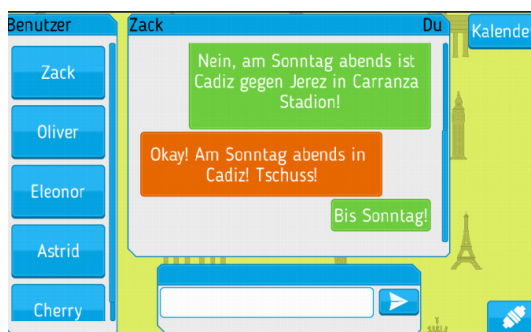 Benutzer
Zack
Du
Kalende
Zack
Oliver
Eleonor
Astrid
Cherry
Nein, am Sonntag abends ist
Cadiz gegen Jerez in Carranza
Stadion!
Okay! Am Sonntag abends in
Cadiz! Tschuss!
Bis Sonntag!